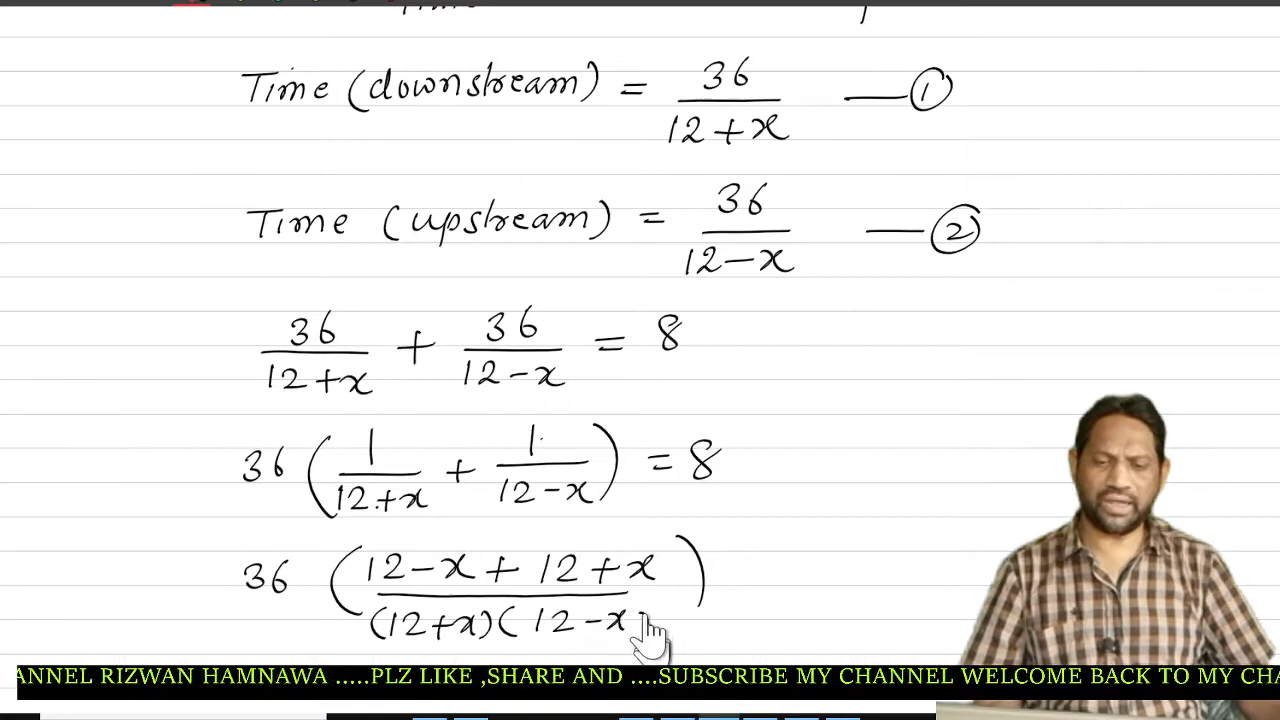 Time (downstream) = 36/(12+x) —①
Time (upstream) = 36/(12-x) —②
36/(12+x) + 36/(12-x) = 8
36 (1/(12+x) + 1/(12-x)) = 8
36 ((12-x + 12+x)/((12+x)(12-x
ANNEL RIZWAN HAMNAWA .....PLZ LIKE ,SHARE AND ....SUBSCRIBE MY CHANNEL WELCOME BACK TO MY CHA